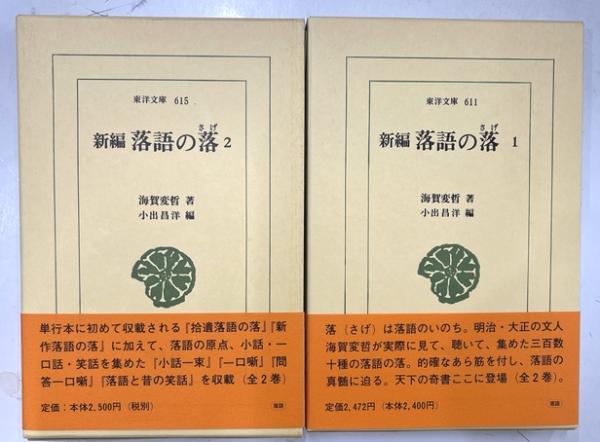 東洋文庫 615
さげ
新編 落語の落 2
海賀変哲 著
小出昌洋 編
単行本に初めて収載される『拾遺落語の落』『新
作落語の落』に加えて、落語の原点、小話・一
口話・笑話を集めた『小話一束』『一口噺』『問
答一口噺』『落語と昔の笑話』を収載（全2巻）
定価：本体2,500円（税別）
東洋文庫 611
さげ
新編 落語の落 1
海賀変哲 著
小出昌洋 編
落（さげ）は落語のいのち。明治・大正の文人
海賀変哲が実際に見て、聴いて、集めた三百数
十種の落語の落。的確なあら筋を付し、落語の
真髄に迫る。天下の奇書ここに登場（全2巻）。
定価2,472円（本体2,400円）